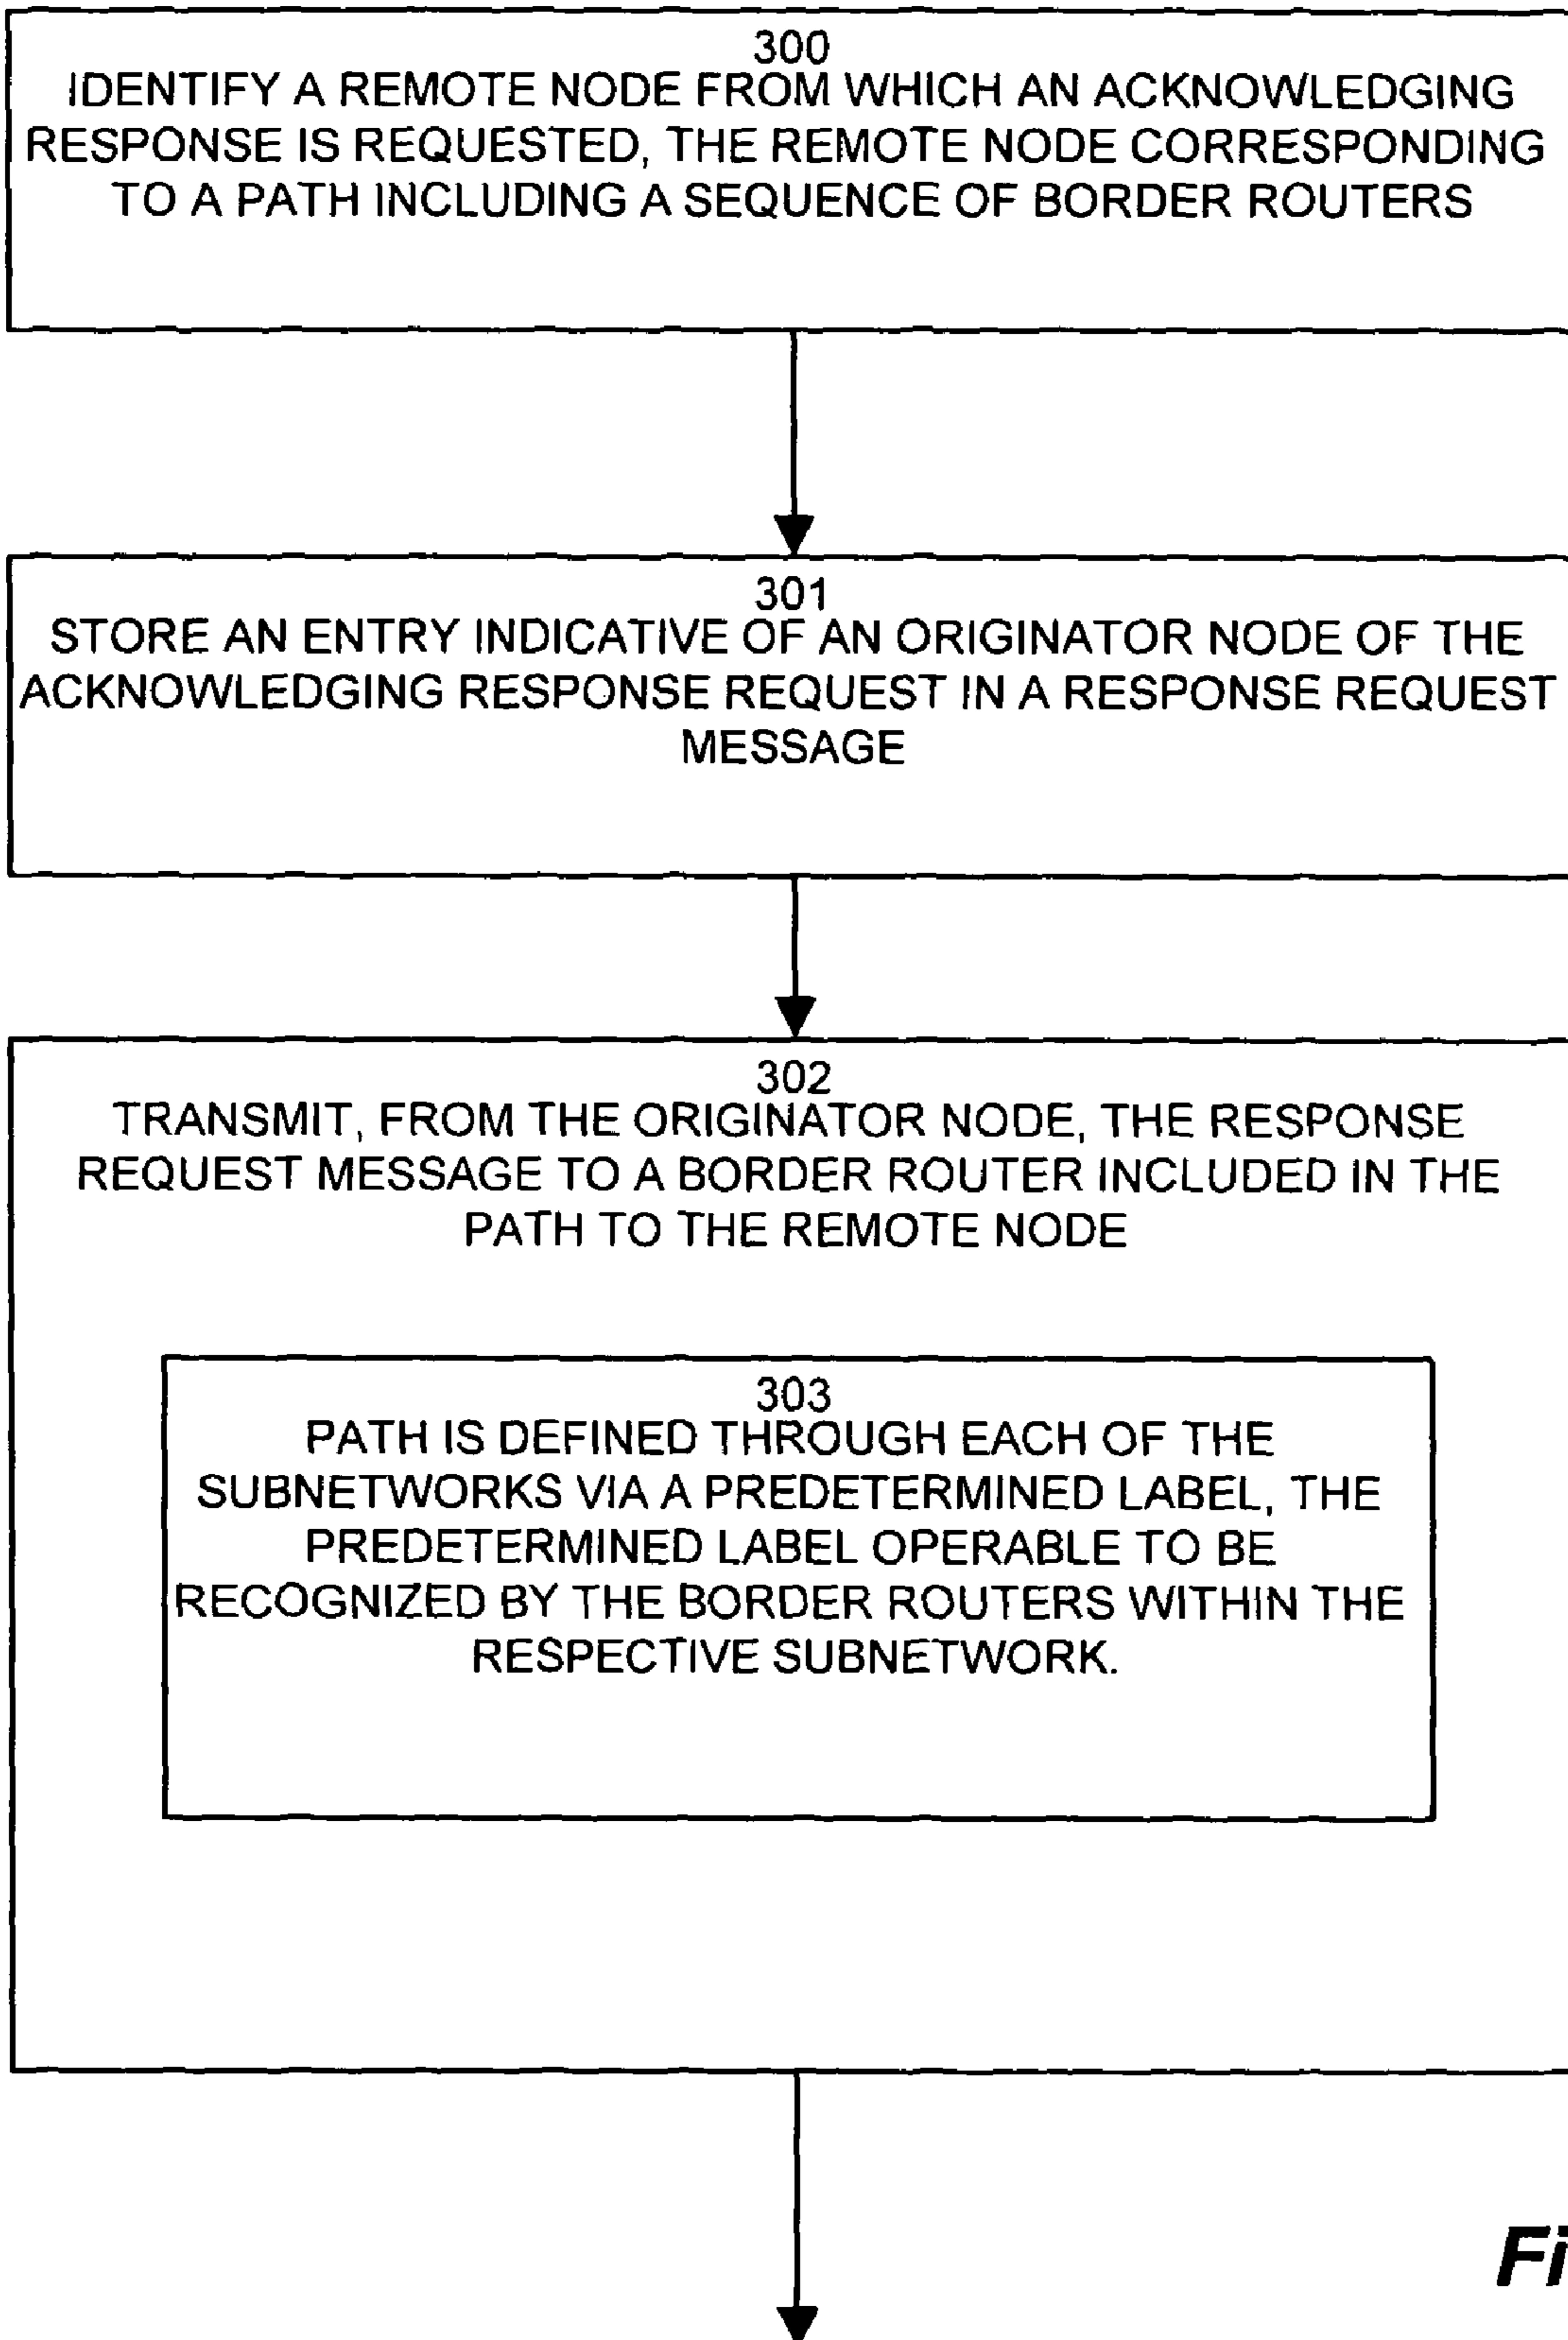 300
IDENTIFY A REMOTE NODE FROM WHICH AN ACKNOWLEDGING
RESPONSE IS REQUESTED, THE REMOTE NODE CORRESPONDING
TO A PATH INCLUDING A SEQUENCE OF BORDER ROUTERS
301
STORE AN ENTRY INDICATIVE OF AN ORIGINATOR NODE OF THE
ACKNOWLEDGING RESPONSE REQUEST IN A RESPONSE REQUEST
MESSAGE
302
TRANSMIT, FROM THE ORIGINATOR NODE, THE RESPONSE
REQUEST MESSAGE TO A BORDER ROUTER INCLUDED IN THE
PATH TO THE REMOTE NODE
303
PATH IS DEFINED THROUGH EACH OF THE
SUBNETWORKS VIA A PREDETERMINED LABEL, THE
PREDETERMINED LABEL OPERABLE TO BE
RECOGNIZED BY THE BORDER ROUTERS WITHIN THE
RESPECTIVE SUBNETWORK.
Fi